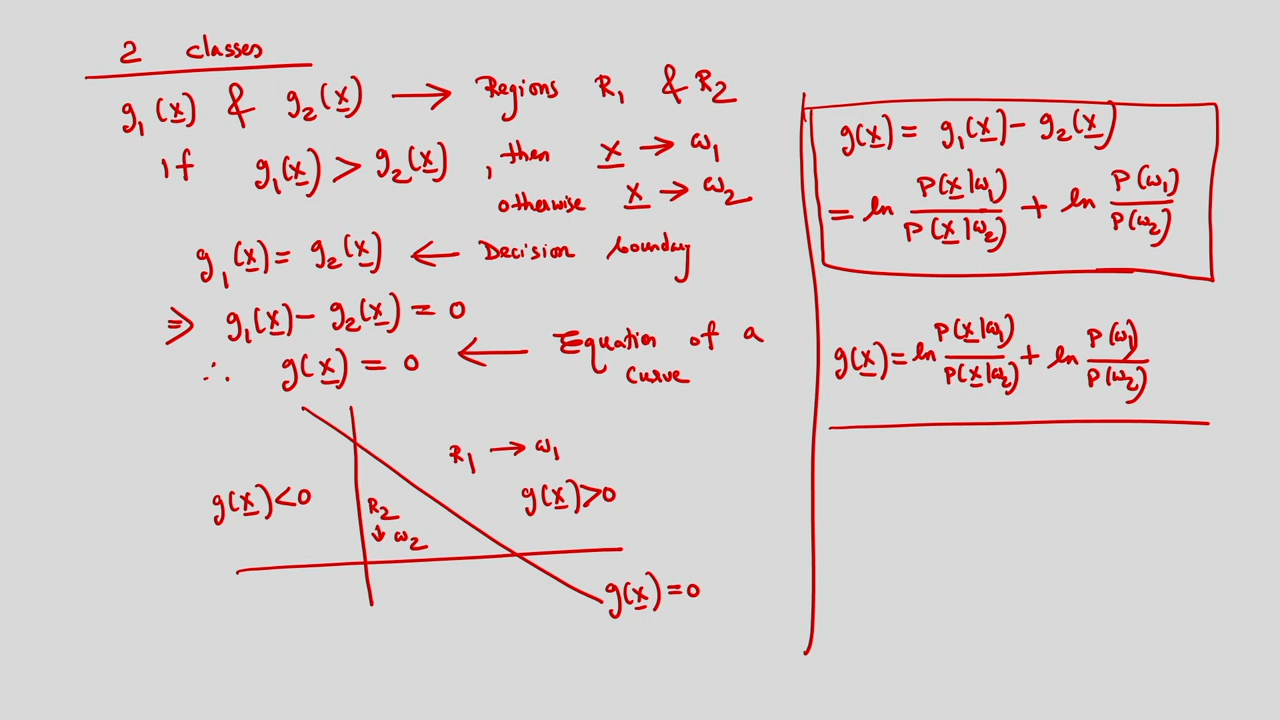 2 classes
g₁(x) & g₂(x) → Regions R₁ & R₂
if g₁(x) > g₂(x), then x → ω₁
otherwise x → ω₂
g₁(x) = g₂(x) ← Decision boundary
⇒ g₁(x) − g₂(x) = 0
∴ g(x) = 0 ← Equation of a curve
R₁ → ω₁
g(x) < 0
g(x) > 0
R₂
↓ ω₂
g(x) = 0
g(x) = g₁(x) − g₂(x)
= ln P(x|ω₁)/P(x|ω₂) + ln P(ω₁)/P(ω₂)
g(x) = ln P(x|ω₁)/P(x|ω₂) + ln P(ω₁)/P(ω₂)